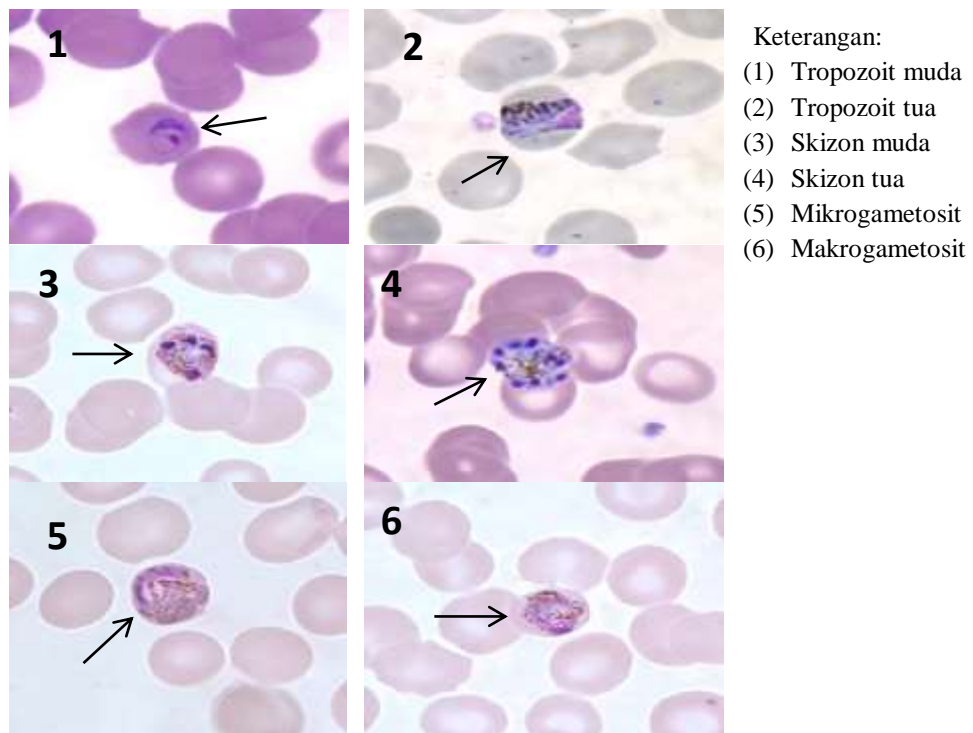 1
2
3
4
5
6
Keterangan:
(1) Tropozoit muda
(2) Tropozoit tua
(3) Skizon muda
(4) Skizon tua
(5) Mikrogametosit
(6) Makrogametosit